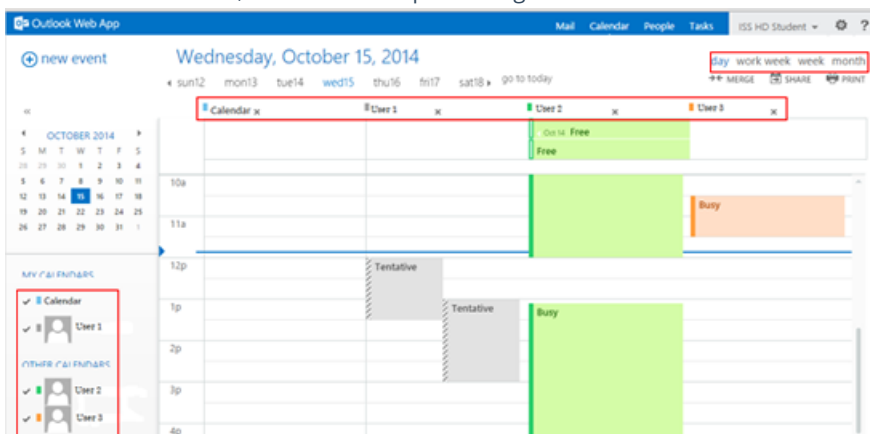 Outlook Web App
Mail Calendar People Tasks ISS HD Student ?
new event
Wednesday, October 15, 2014
day work week week month
sun12 mon13 tue14 wed15 thu16 fri17 sat18 go to today
MERGE SHARE PRINT
Calendar x User 1 x User 2 x User 3 x
«
OCTOBER 2014
S M T W T F S
28 29 30 1 2 3 4
5 6 7 8 9 10 11
12 13 14 15 16 17 18
19 20 21 22 23 24 25
26 27 28 29 30 31 1
Oct 14 Free
Free
10a
Busy
11a
12p
Tentative
1p
Tentative
Busy
2p
3p
4p
MY CALENDARS
Calendar
User 1
OTHER CALENDARS
User 2
User 3